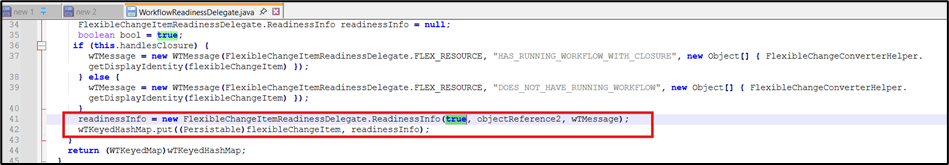 new 1 new 2 WorkflowReadinessDelegate.java
34 FlexibleChangeItemReadinessDelegate.ReadinessInfo readinessInfo = null;
35 boolean bool = true;
36 if (this.handlesClosure) {
37 wTMessage = new WTMessage(FlexibleChangeItemReadinessDelegate.FLEX_RESOURCE, "HAS_RUNNING_WORKFLOW_WITH_CLOSURE", new Object[] { FlexibleChangeConverterHelper.
getDisplayIdentity(flexibleChangeItem) });
38 } else {
39 wTMessage = new WTMessage(FlexibleChangeItemReadinessDelegate.FLEX_RESOURCE, "DOES_NOT_HAVE_RUNNING_WORKFLOW", new Object[] { FlexibleChangeConverterHelper.
getDisplayIdentity(flexibleChangeItem) });
40 }
41 readinessInfo = new FlexibleChangeItemReadinessDelegate.ReadinessInfo(true, objectReference2, wTMessage);
42 wTKeyedHashMap.put((Persistable)flexibleChangeItem, readinessInfo);
43 }
44 return (WTKeyedMap)wTKeyedHashMap;
45 }